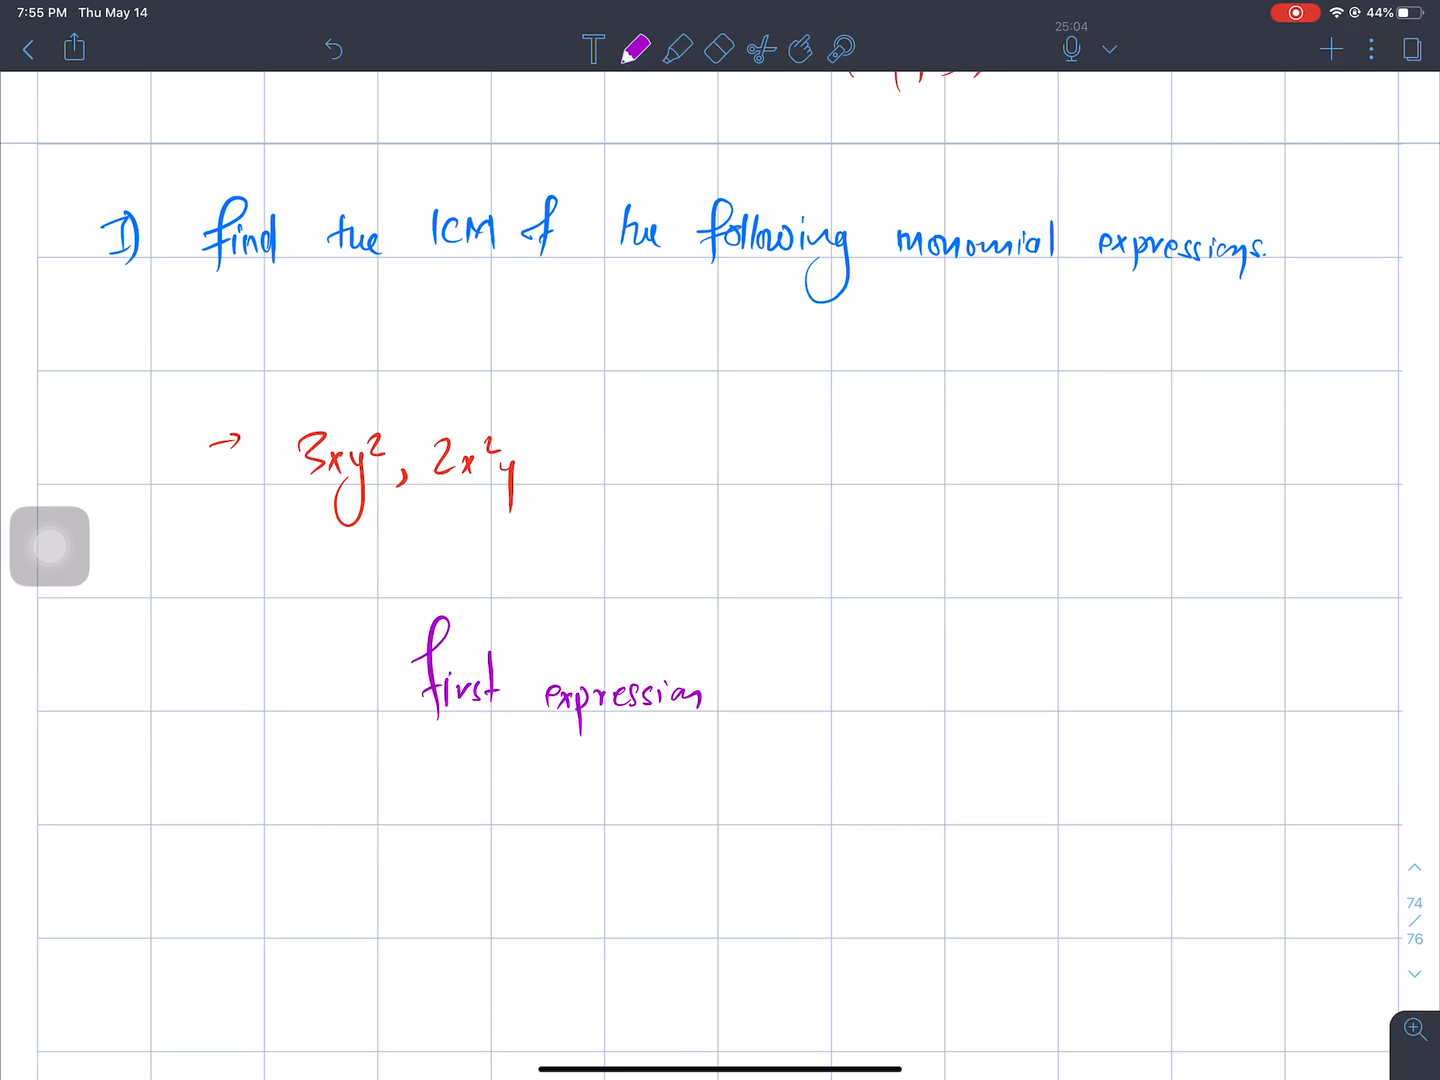 7:55 PM Thu May 14
44%
25:04
1) Find the LCM of the following monomial expressions.
→ 3xy², 2x²y
First expression
74
/
76